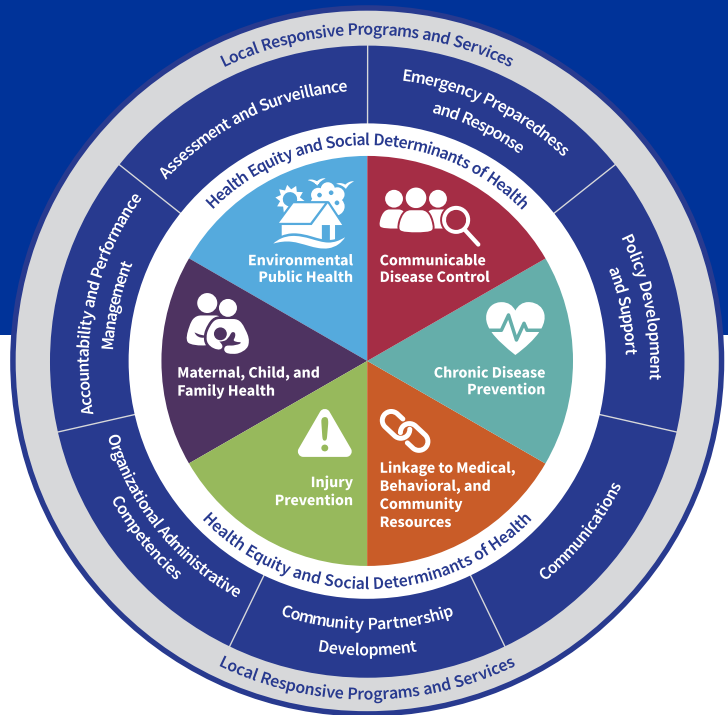 Local Responsive Programs and Services
Assessment and Surveillance
Emergency Preparedness
and Response
Health Equity and Social Determinants of Health
Accountability and Performance
Management
Policy Development
and Support
Environmental
Public Health
Communicable
Disease Control
Maternal, Child, and
Family Health
Chronic Disease
Prevention
Injury
Prevention
Linkage to Medical,
Behavioral, and
Community
Resources
Organizational Administrative
Competencies
Communications
Health Equity and Social Determinants of Health
Community Partnership
Development
Local Responsive Programs and Services